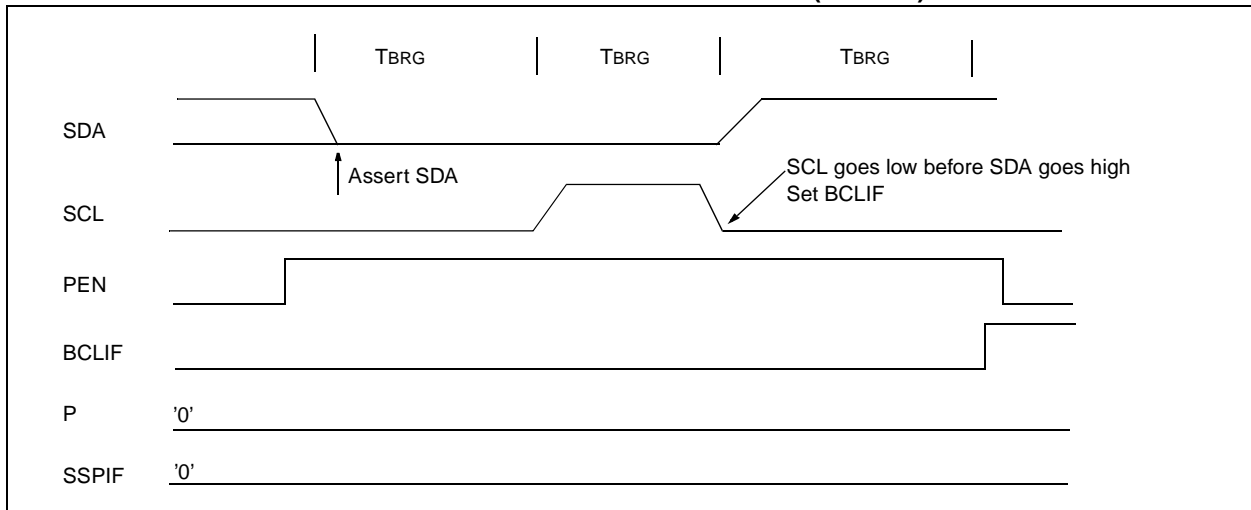 TBRG TBRG TBRG
SDA
Assert SDA
SCL goes low before SDA goes high
Set BCLIF
SCL
PEN
BCLIF
P '0'
SSPIF '0'